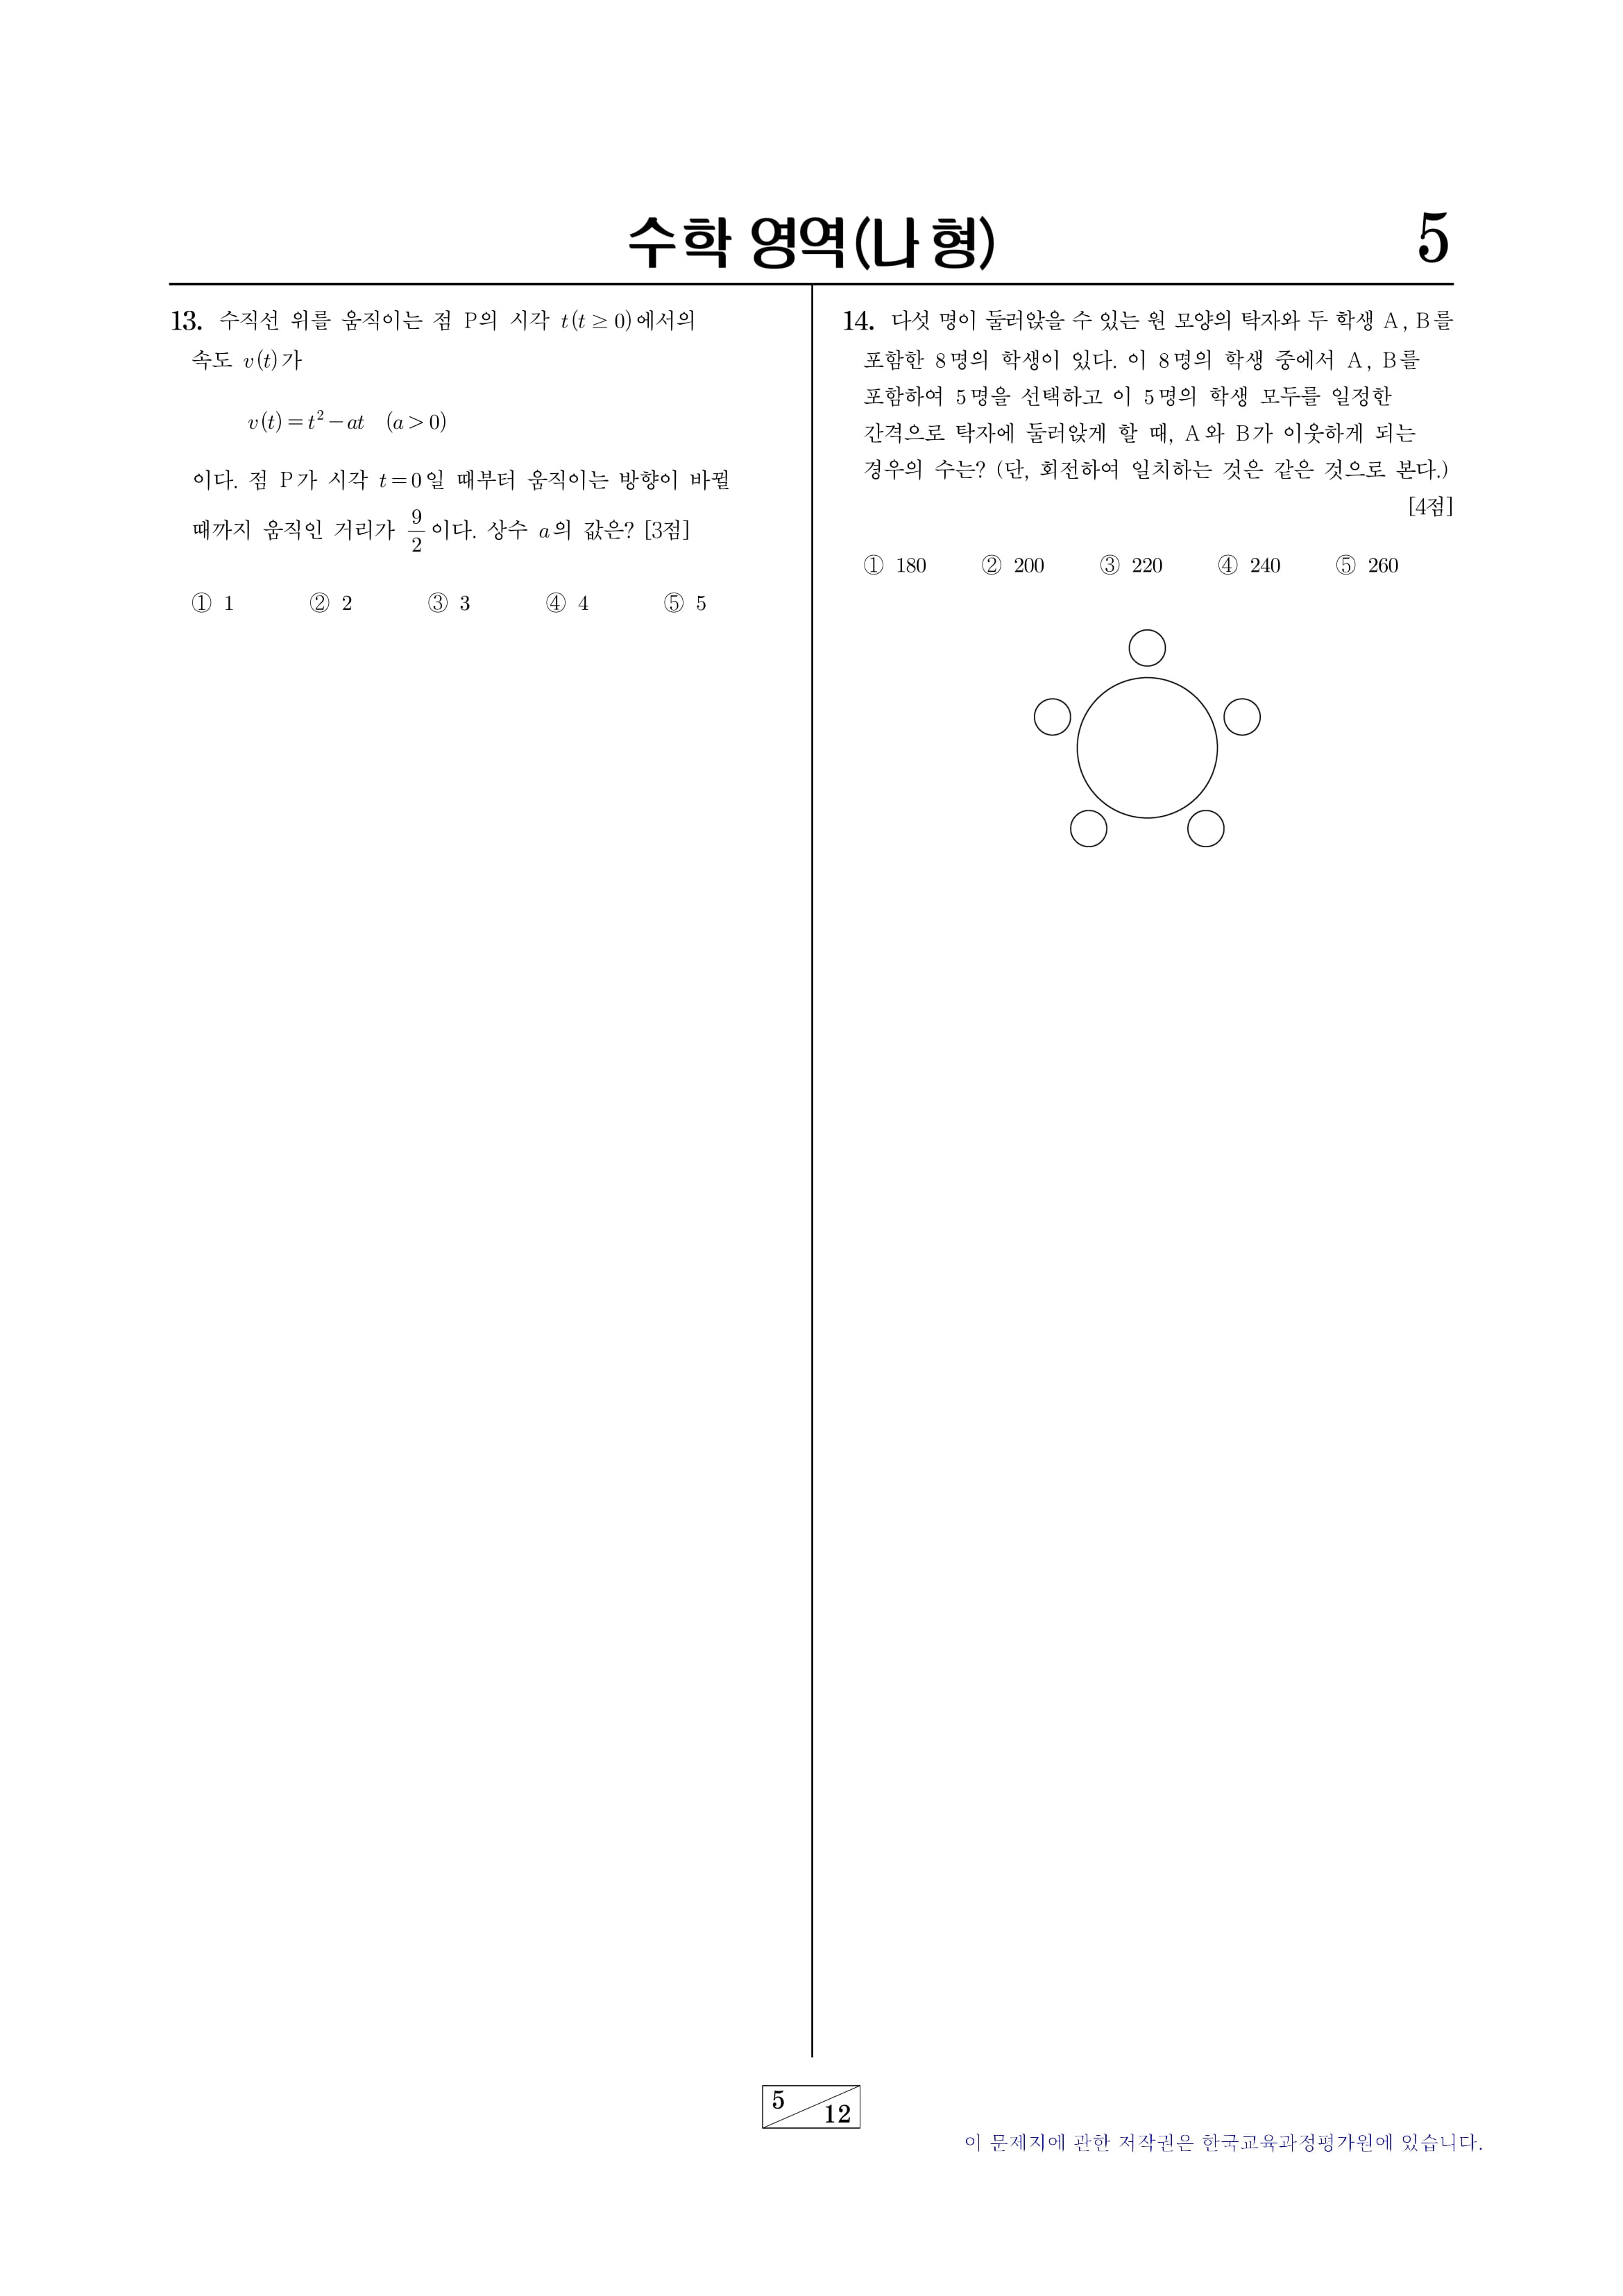 수학 영역(나 형)
5
13. 수직선 위를 움직이는 점 P의 시각 t(t ≥ 0)에서의
속도 v(t)가
v(t) = t² − at (a > 0)
이다. 점 P가 시각 t=0일 때부터 움직이는 방향이 바뀔
때까지 움직인 거리가 9/2이다. 상수 a의 값은? [3점]
① 1 ② 2 ③ 3 ④ 4 ⑤ 5
14. 다섯 명이 둘러앉을 수 있는 원 모양의 탁자와 두 학생 A, B를
포함한 8명의 학생이 있다. 이 8명의 학생 중에서 A, B를
포함하여 5명을 선택하고 이 5명의 학생 모두를 일정한
간격으로 탁자에 둘러앉게 할 때, A와 B가 이웃하게 되는
경우의 수는? (단, 회전하여 일치하는 것은 같은 것으로 본다.)
[4점]
① 180 ② 200 ③ 220 ④ 240 ⑤ 260
5
12
이 문제지에 관한 저작권은 한국교육과정평가원에 있습니다.